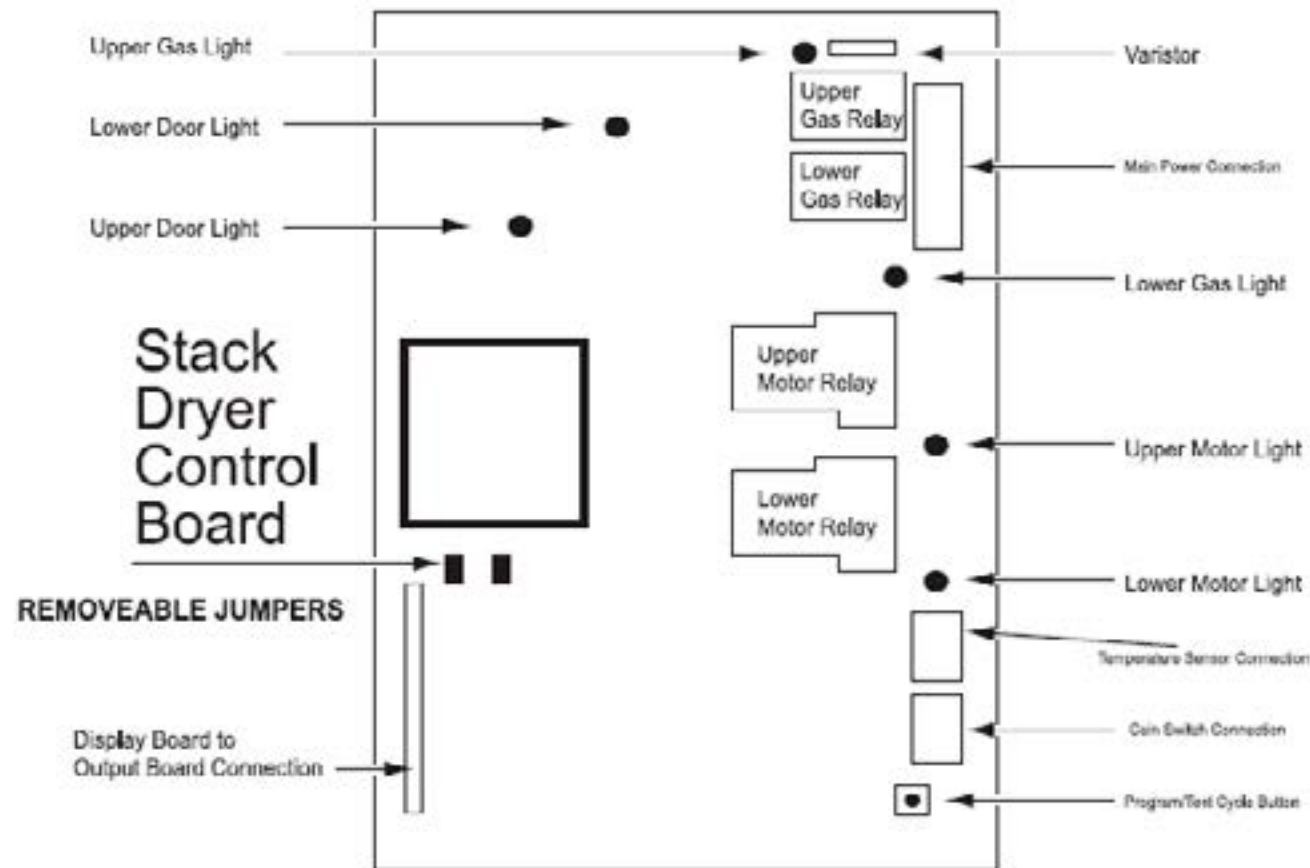 Upper Gas Light
Varistor
Upper
Gas Relay
Lower Door Light
Main Power Connection
Lower
Gas Relay
Upper Door Light
Lower Gas Light
Stack
Dryer
Control
Board
Upper
Motor Relay
Upper Motor Light
Lower
Motor Relay
Lower Motor Light
REMOVEABLE JUMPERS
Temperature Sensor Connection
Coin Switch Connection
Display Board to
Output Board Connection
Program/Test Cycle Button